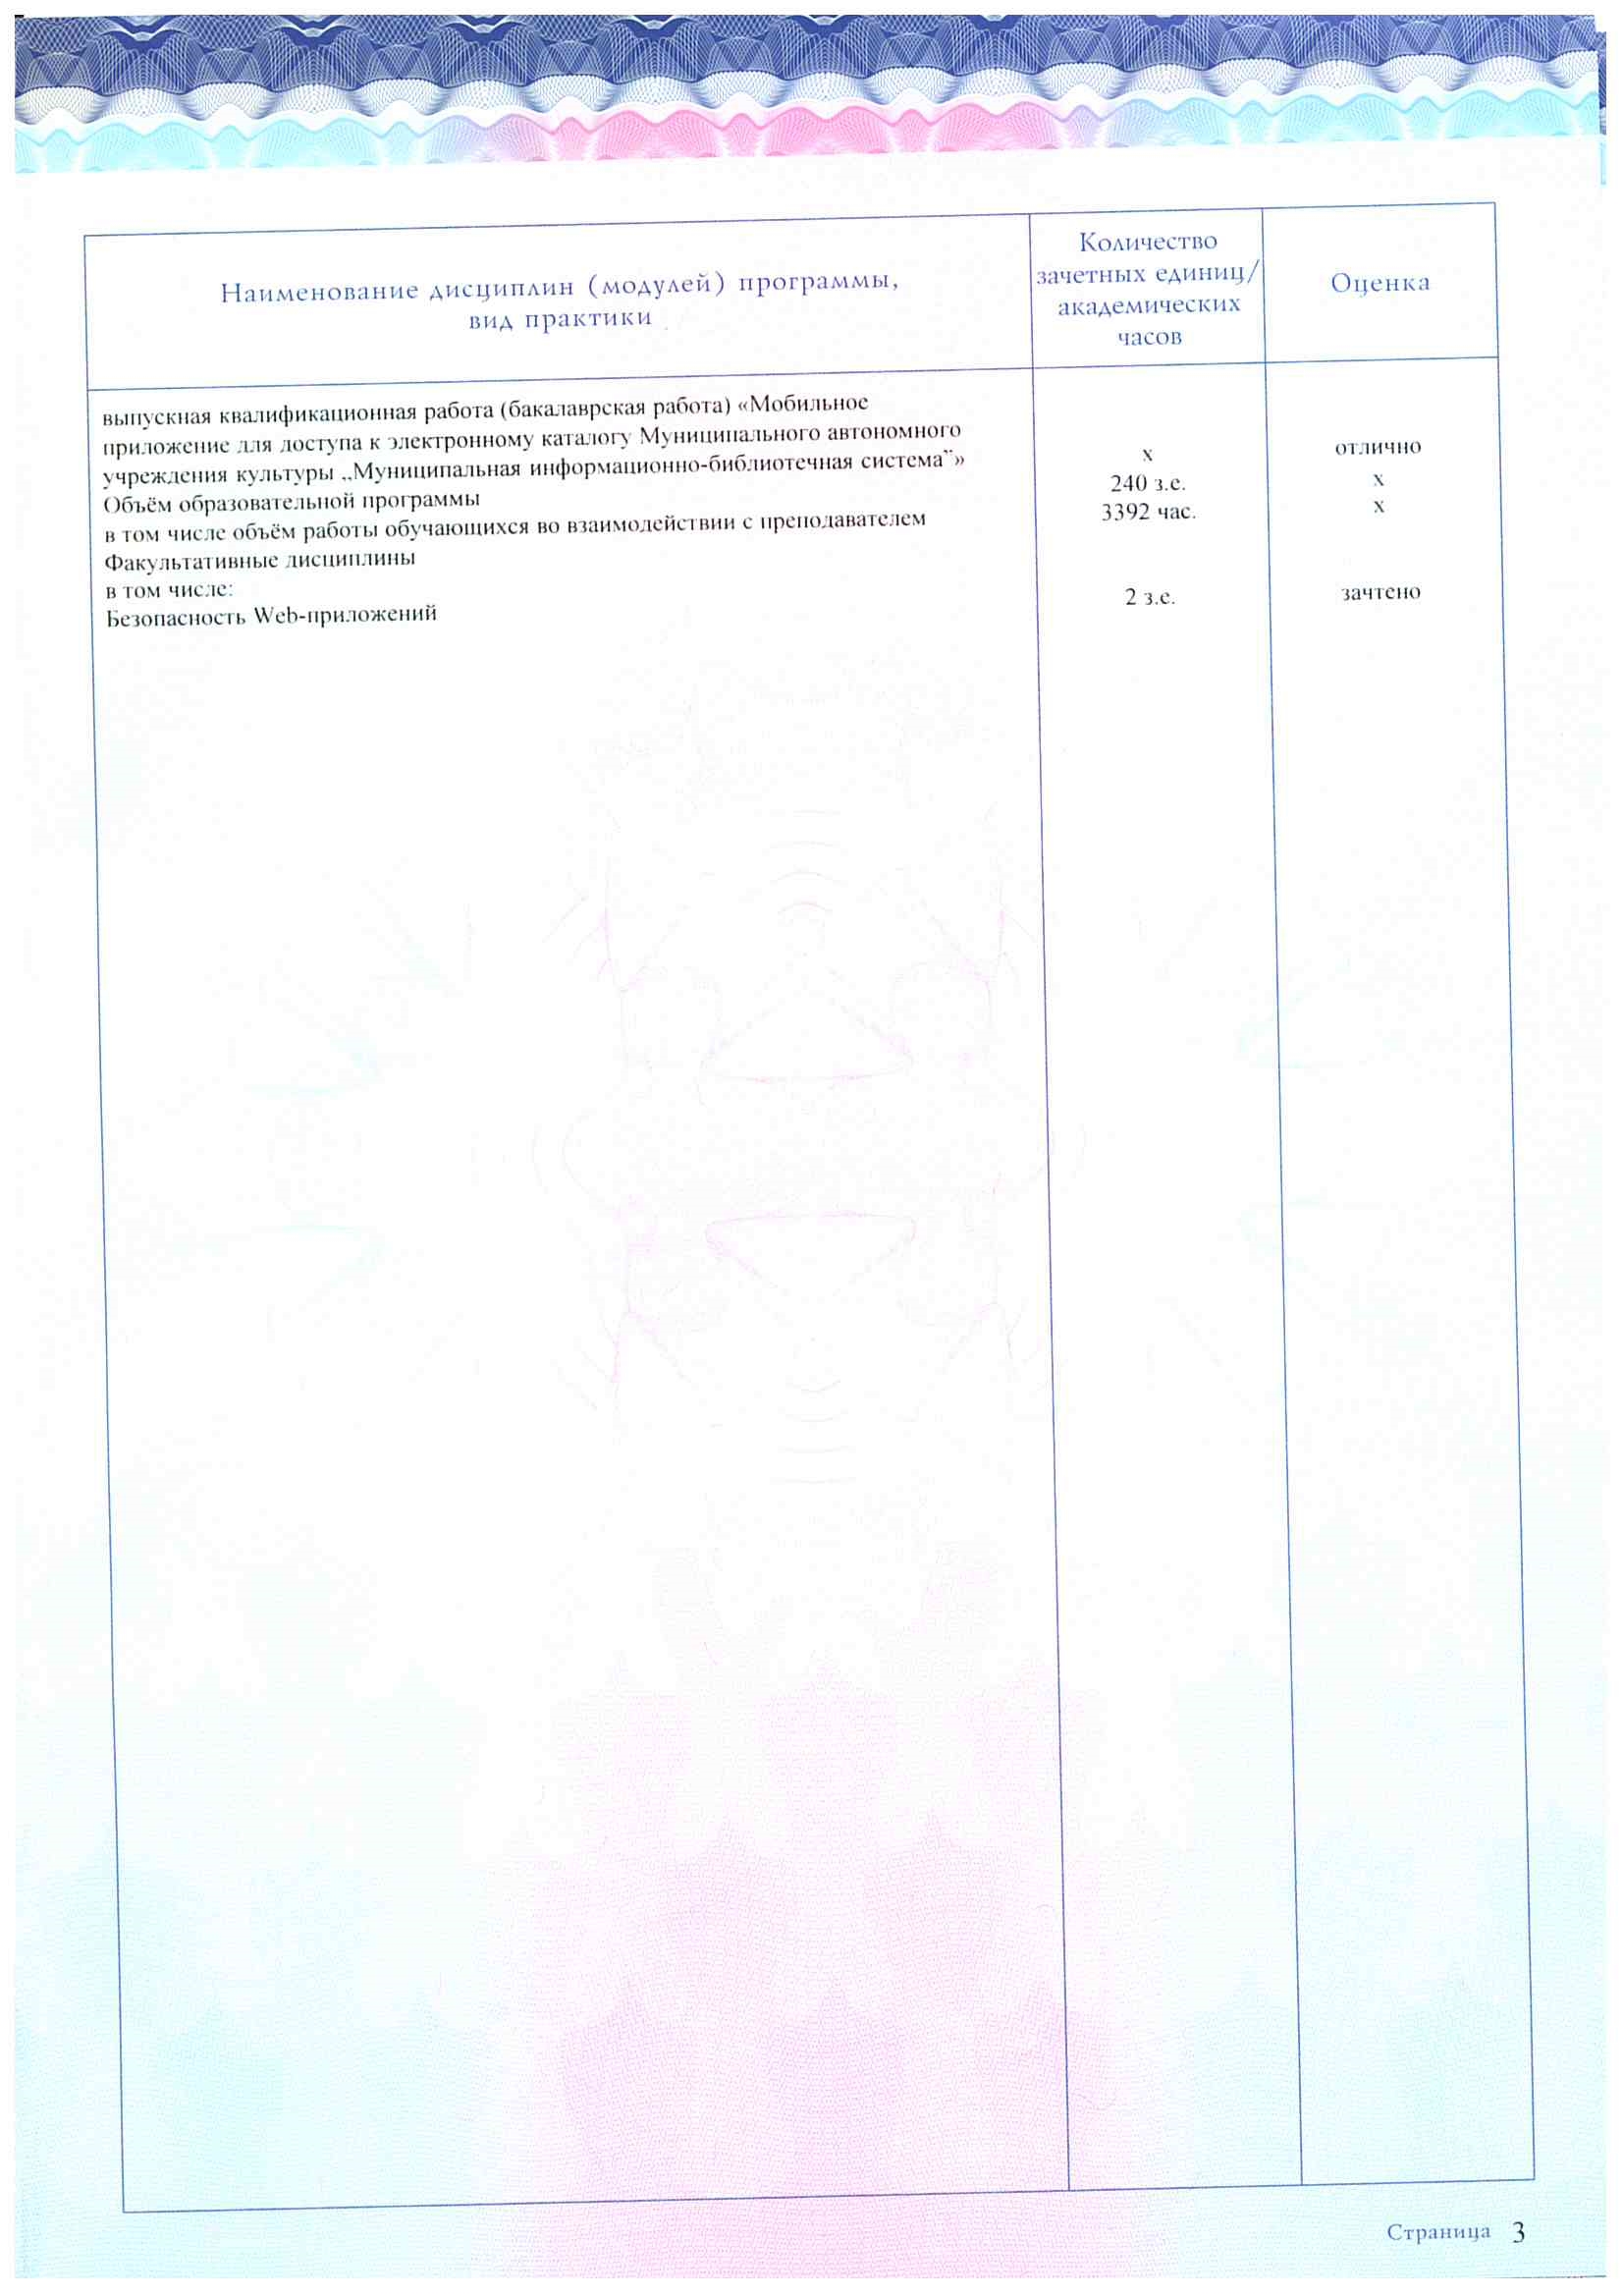 Наименование дисциплин (модулей) программы,
вид практики
Количество
зачетных единиц/
академических
часов
Оценка
выпускная квалификационная работа (бакалаврская работа) «Мобильное
приложение для доступа к электронному каталогу Муниципального автономного
учреждения культуры „Муниципальная информационно-библиотечная система“» x отлично
Объём образовательной программы 240 з.е. x
в том числе объём работы обучающихся во взаимодействии с преподавателем 3392 час. x
Факультативные дисциплины
в том числе:
Безопасность Web-приложений 2 з.е. зачтено
Страница 3